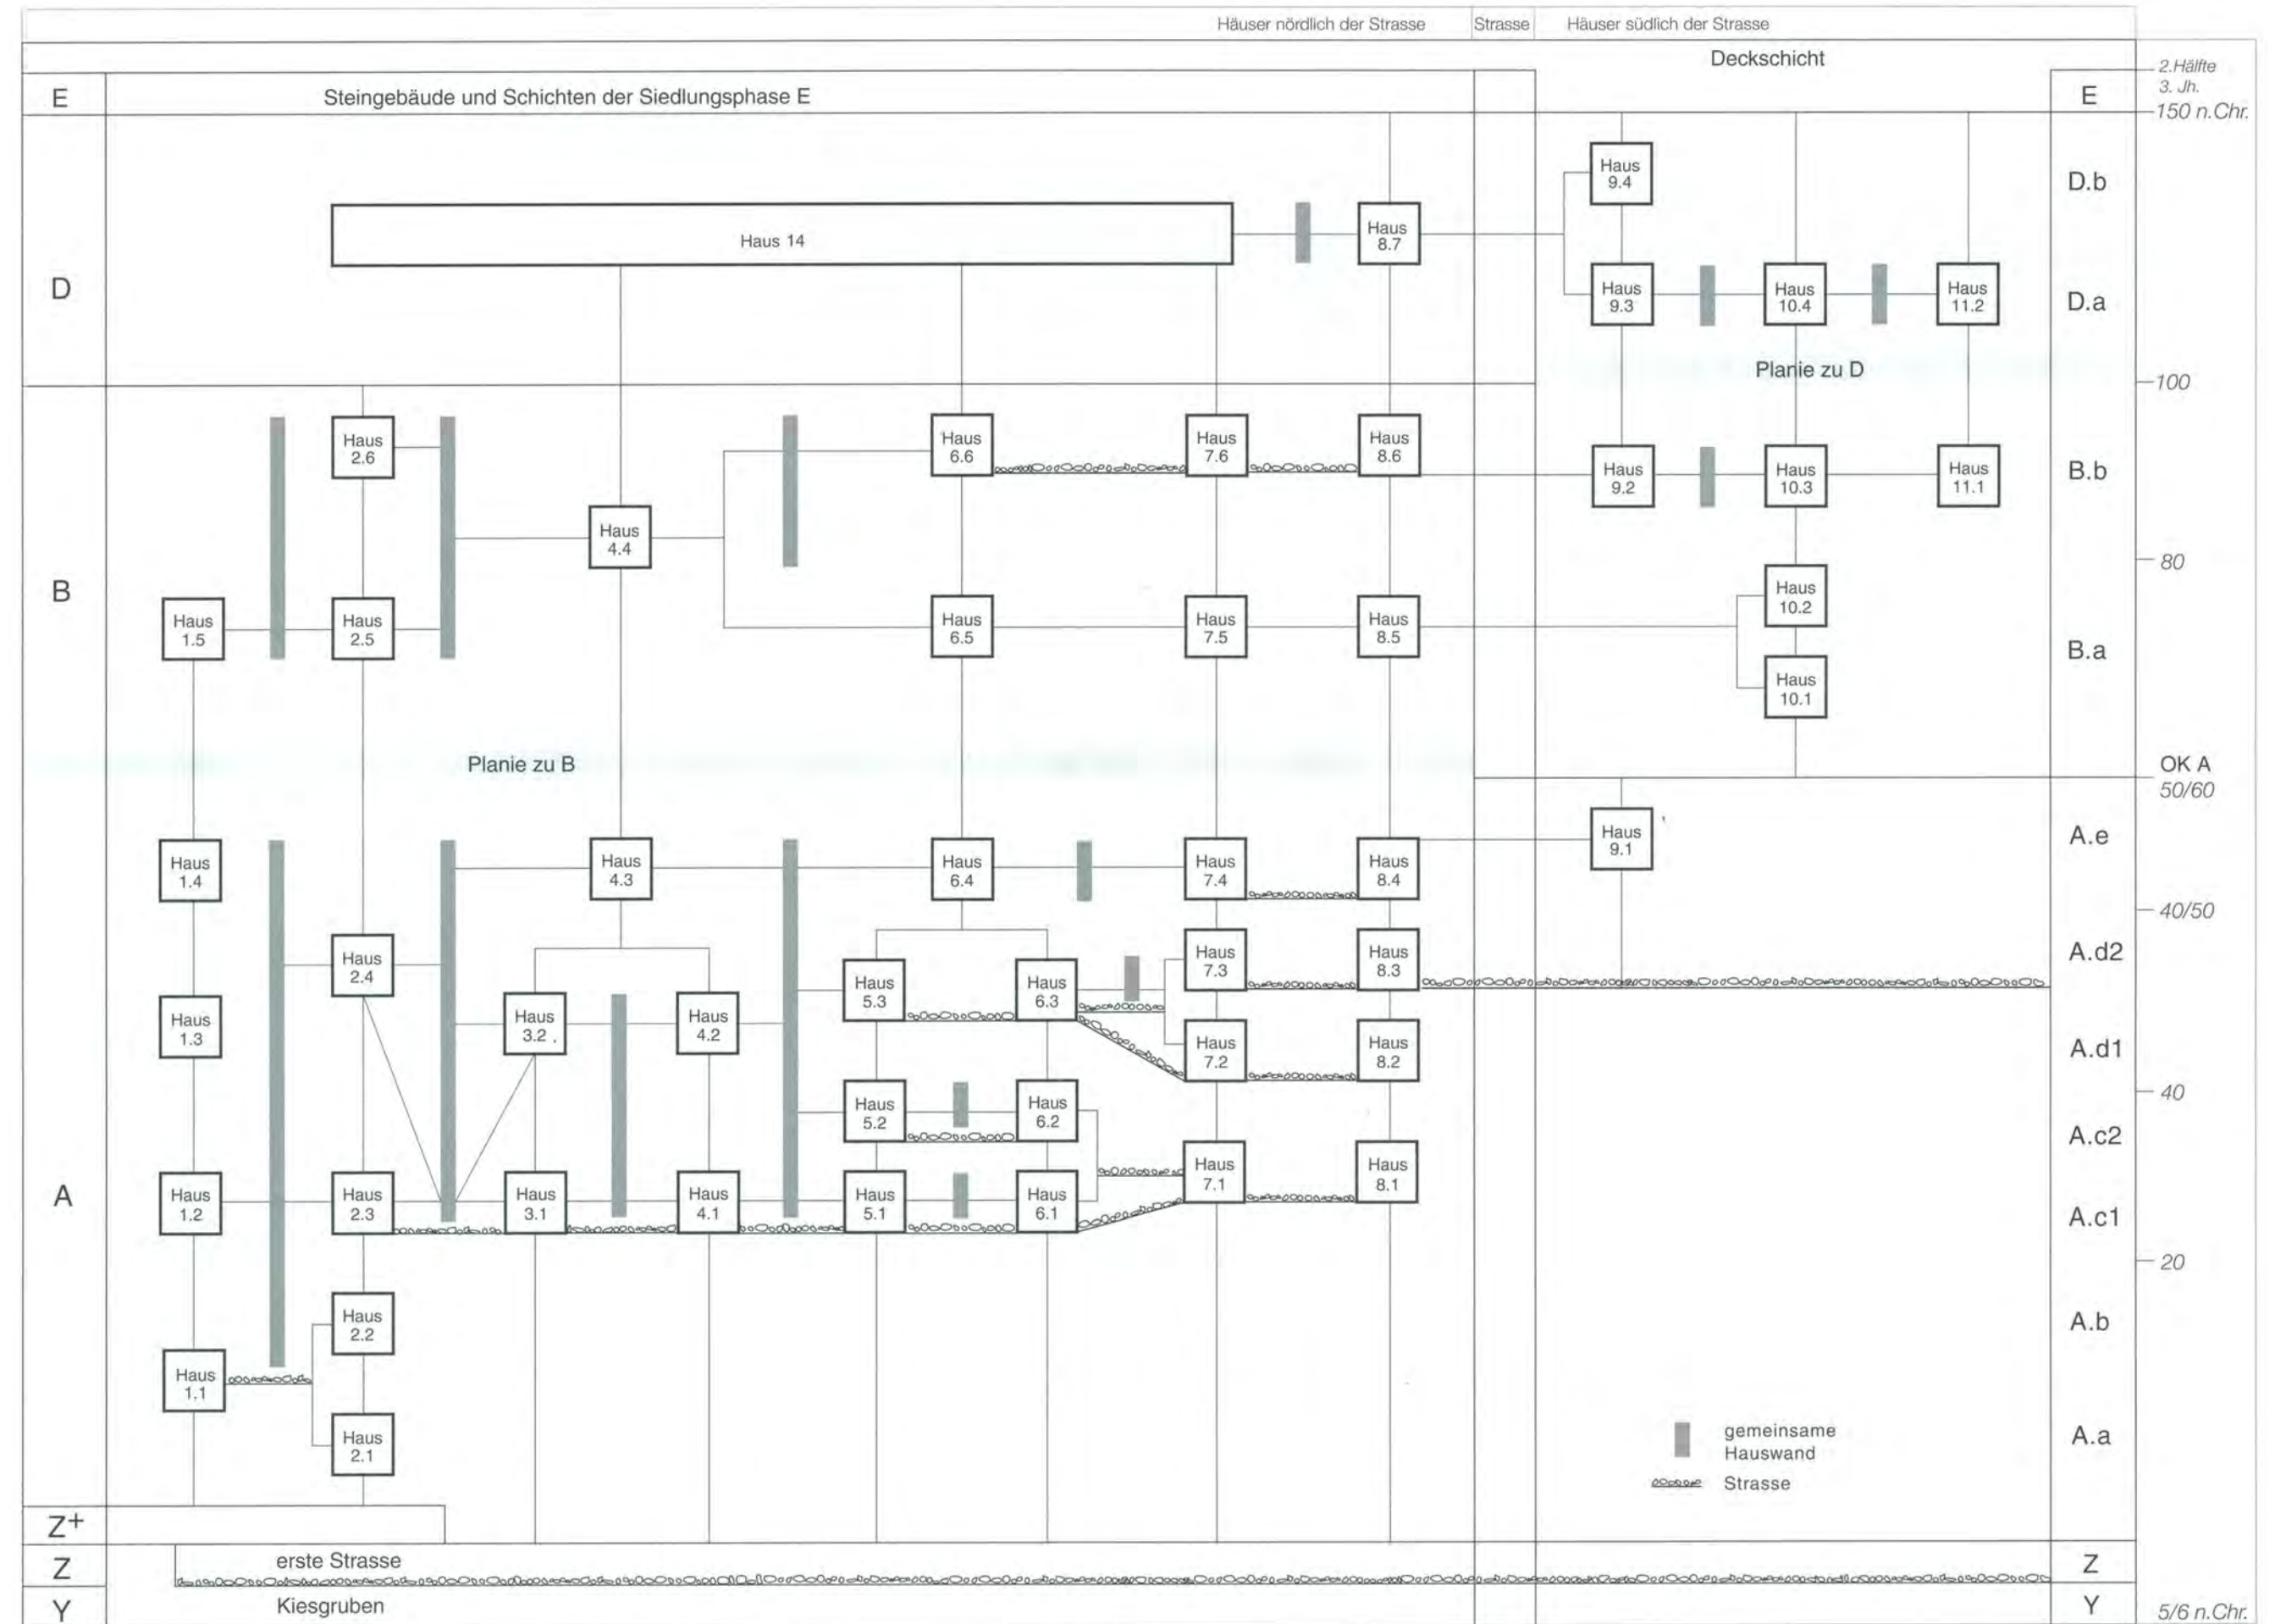 Häuser nördlich der Strasse
Strasse
Häuser südlich der Strasse
Deckschicht
2.Hälfte
3. Jh.
E
Steingebäude und Schichten der Siedlungsphase E
E
150 n.Chr.
Haus
9.4
D.b
Haus 14
Haus
8.7
D
Haus
9.3
Haus
10.4
Haus
11.2
D.a
Planie zu D
100
Haus
2.6
Haus
6.6
Haus
7.6
Haus
8.6
Haus
9.2
Haus
10.3
Haus
11.1
B.b
Haus
4.4
80
B
Haus
10.2
Haus
1.5
Haus
2.5
Haus
6.5
Haus
7.5
Haus
8.5
B.a
Haus
10.1
Planie zu B
OK A
50/60
Haus
9.1
A.e
Haus
1.4
Haus
4.3
Haus
6.4
Haus
7.4
Haus
8.4
40/50
Haus
2.4
Haus
7.3
Haus
8.3
A.d2
Haus
5.3
Haus
6.3
Haus
1.3
Haus
3.2
Haus
4.2
Haus
7.2
Haus
8.2
A.d1
40
Haus
5.2
Haus
6.2
A.c2
Haus
7.1
Haus
8.1
A
Haus
1.2
Haus
2.3
Haus
3.1
Haus
4.1
Haus
5.1
Haus
6.1
A.c1
20
Haus
2.2
A.b
Haus
1.1
Haus
2.1
gemeinsame
Hauswand
A.a
Strasse
Z+
Z
erste Strasse
Z
Y
Kiesgruben
Y
5/6 n.Chr.